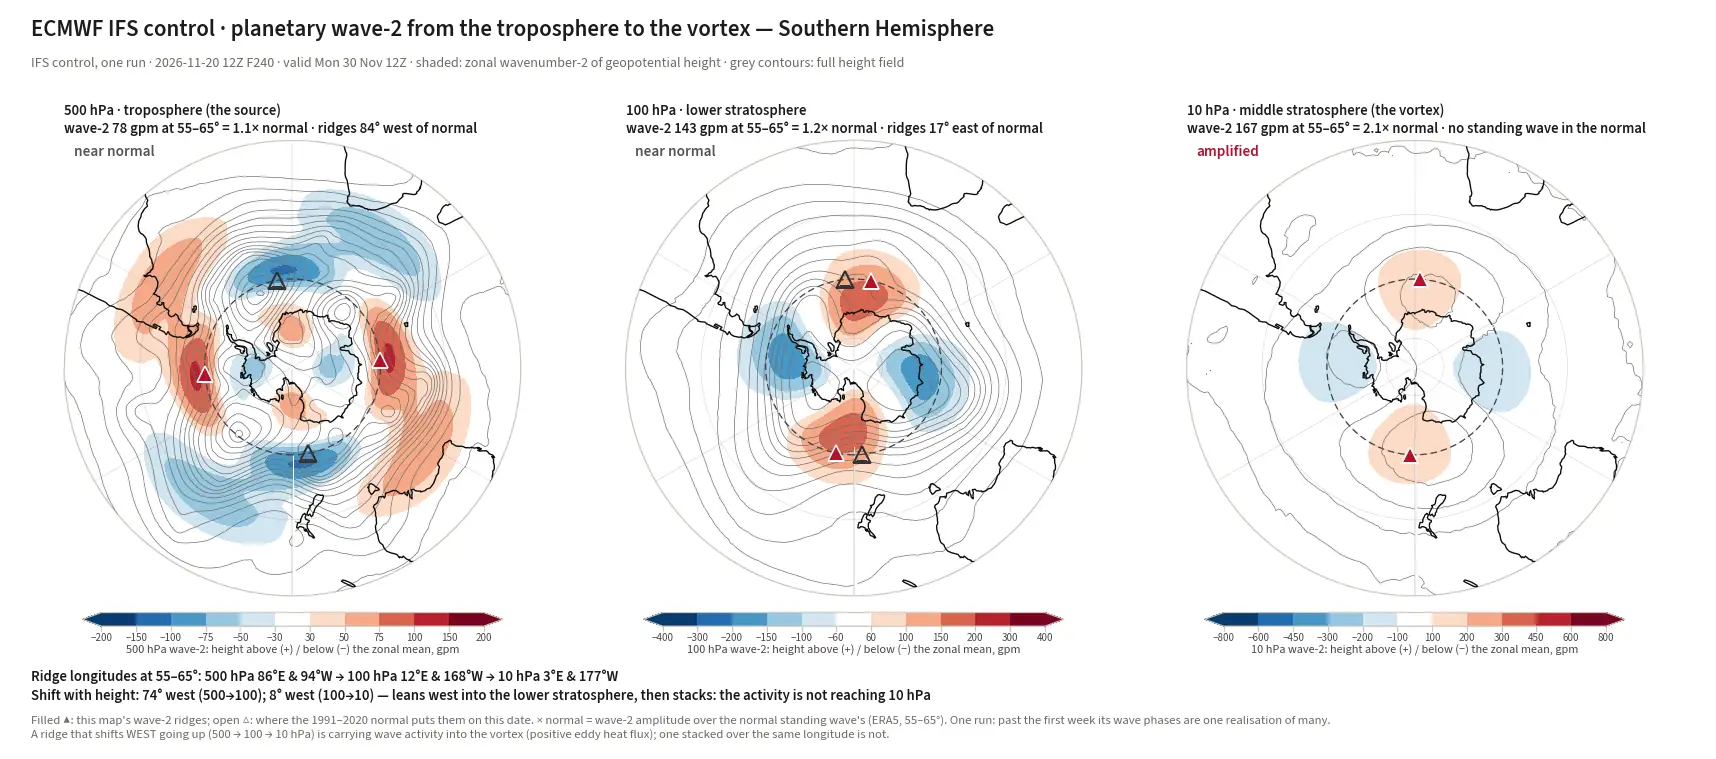 ECMWF IFS control · planetary wave-2 from the troposphere to the vortex — Southern Hemisphere
IFS control, one run · 2026-11-20 12Z F240 · valid Mon 30 Nov 12Z · shaded: zonal wavenumber-2 of geopotential height · grey contours: full height field
500 hPa · troposphere (the source)
wave-2 78 gpm at 55–65° = 1.1× normal · ridges 84° west of normal
near normal
100 hPa · lower stratosphere
wave-2 143 gpm at 55–65° = 1.2× normal · ridges 17° east of normal
near normal
10 hPa · middle stratosphere (the vortex)
wave-2 167 gpm at 55–65° = 2.1× normal · no standing wave in the normal
amplified
−200 −150 −100 −75 −50 −30 30 50 75 100 150 200
500 hPa wave-2: height above (+) / below (−) the zonal mean, gpm
−400 −300 −200 −150 −100 −60 60 100 150 200 300 400
100 hPa wave-2: height above (+) / below (−) the zonal mean, gpm
−800 −600 −450 −300 −200 −100 100 200 300 450 600 800
10 hPa wave-2: height above (+) / below (−) the zonal mean, gpm
Ridge longitudes at 55–65°: 500 hPa 86°E & 94°W → 100 hPa 12°E & 168°W → 10 hPa 3°E & 177°W
Shift with height: 74° west (500→100); 8° west (100→10) — leans west into the lower stratosphere, then stacks: the activity is not reaching 10 hPa
Filled ▲: this map's wave-2 ridges; open △: where the 1991–2020 normal puts them on this date. × normal = wave-2 amplitude over the normal standing wave's (ERA5, 55–65°). One run: past the first week its wave phases are one realisation of many.
A ridge that shifts WEST going up (500 → 100 → 10 hPa) is carrying wave activity into the vortex (positive eddy heat flux); one stacked over the same longitude is not.